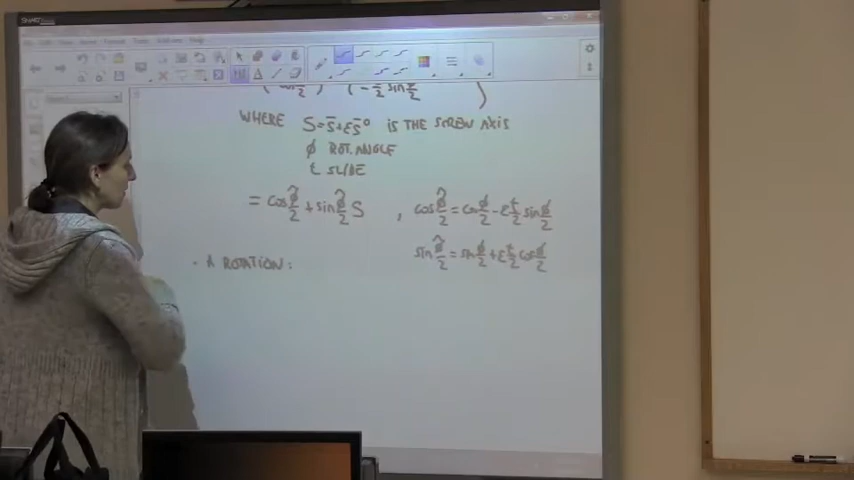 WHERE S = s̄ + εs̄⁰ IS THE SCREW AXIS
φ ROT. ANGLE
t SLIDE
= cos φ̂/2 + sin φ̂/2 S , cos φ̂/2 = cos φ/2 - ε t/2 sin φ/2
sin φ̂/2 = sin φ/2 + ε t/2 cos φ/2
- A ROTATION: